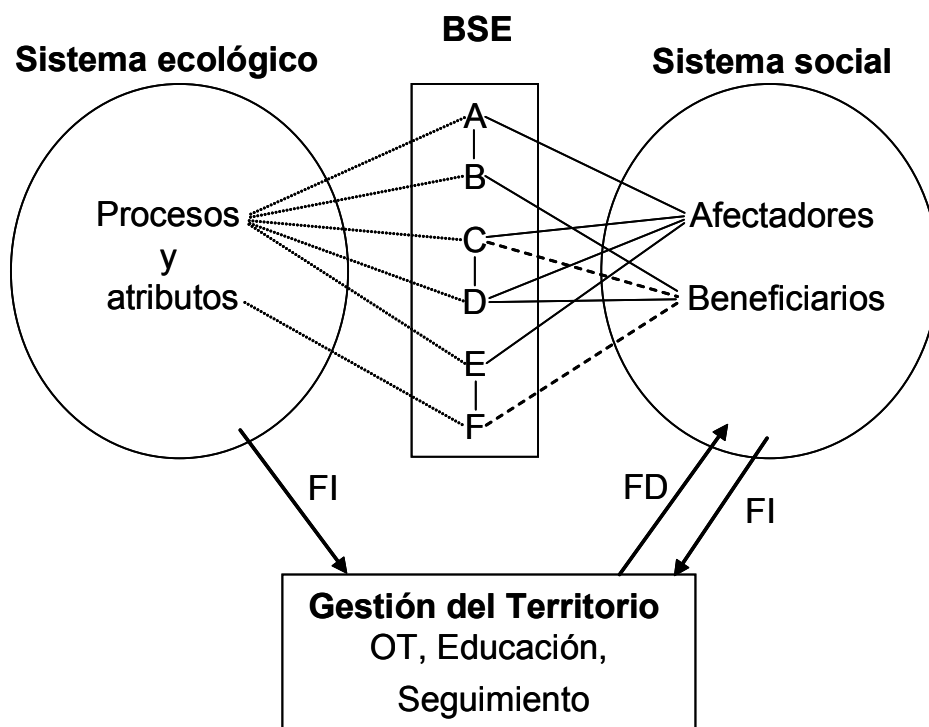 BSE
Sistema ecológico
Sistema social
A
B
C
D
E
F
Procesos
y
atributos
Afectadores
Beneficiarios
FI
FD
FI
Gestión del Territorio
OT, Educación,
Seguimiento